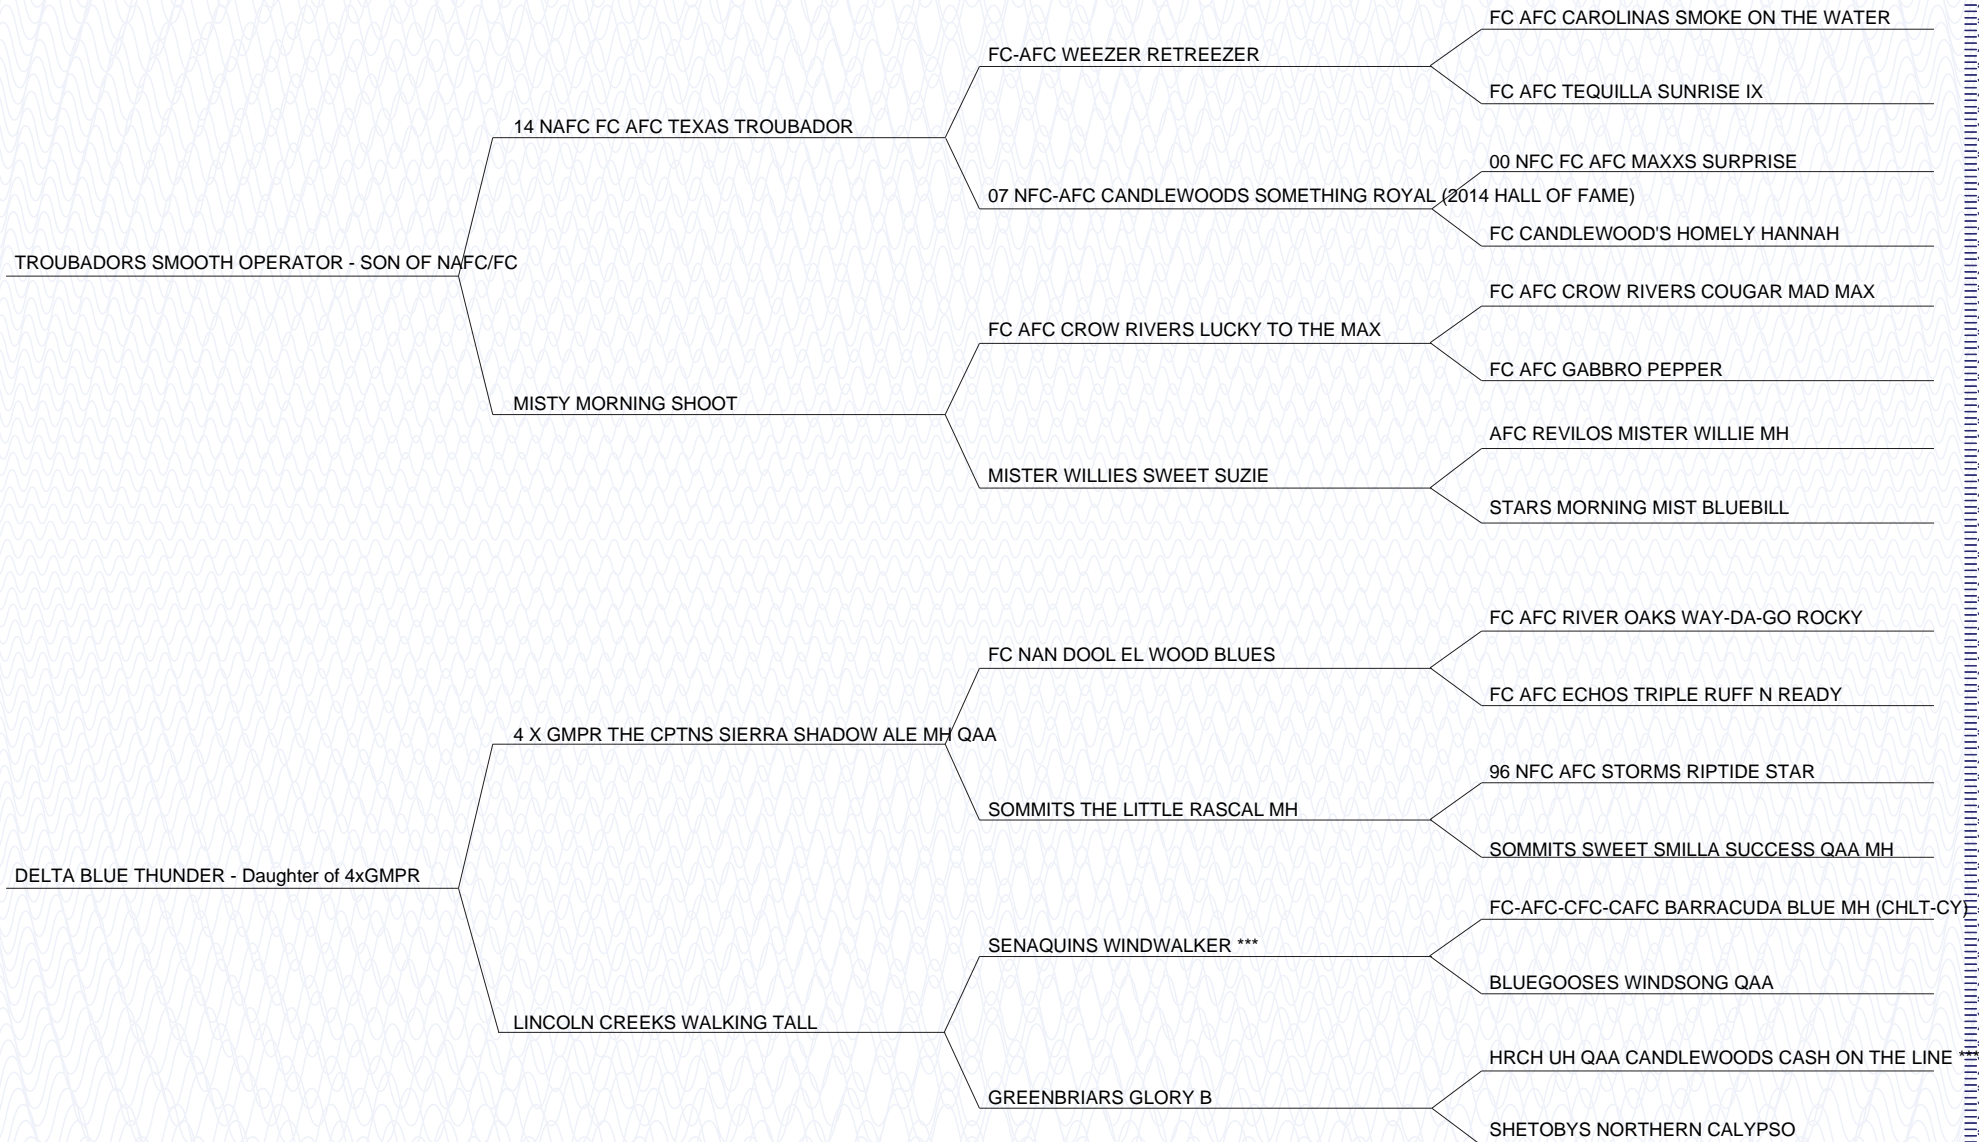 FC AFC CAROLINAS SMOKE ON THE WATER
FC-AFC WEEZER RETREEZER
FC AFC TEQUILLA SUNRISE IX
14 NAFC FC AFC TEXAS TROUBADOR
00 NFC FC AFC MAXXS SURPRISE
07 NFC-AFC CANDLEWOODS SOMETHING ROYAL (2014 HALL OF FAME)
FC CANDLEWOOD'S HOMELY HANNAH
TROUBADORS SMOOTH OPERATOR - SON OF NAFC/FC
FC AFC CROW RIVERS COUGAR MAD MAX
FC AFC CROW RIVERS LUCKY TO THE MAX
FC AFC GABBRO PEPPER
MISTY MORNING SHOOT
AFC REVILOS MISTER WILLIE MH
MISTER WILLIES SWEET SUZIE
STARS MORNING MIST BLUEBILL
FC AFC RIVER OAKS WAY-DA-GO ROCKY
FC NAN DOOL EL WOOD BLUES
FC AFC ECHOS TRIPLE RUFF N READY
4 X GMPR THE CPTNS SIERRA SHADOW ALE MH QAA
96 NFC AFC STORMS RIPTIDE STAR
SOMMITS THE LITTLE RASCAL MH
SOMMITS SWEET SMILLA SUCCESS QAA MH
DELTA BLUE THUNDER - Daughter of 4xGMPR
FC-AFC-CFC-CAFC BARRACUDA BLUE MH (CHLT-CY)
SENAQUINS WINDWALKER ***
BLUEGOOSES WINDSONG QAA
LINCOLN CREEKS WALKING TALL
HRCH UH QAA CANDLEWOODS CASH ON THE LINE ***
GREENBRIARS GLORY B
SHETOBYS NORTHERN CALYPSO